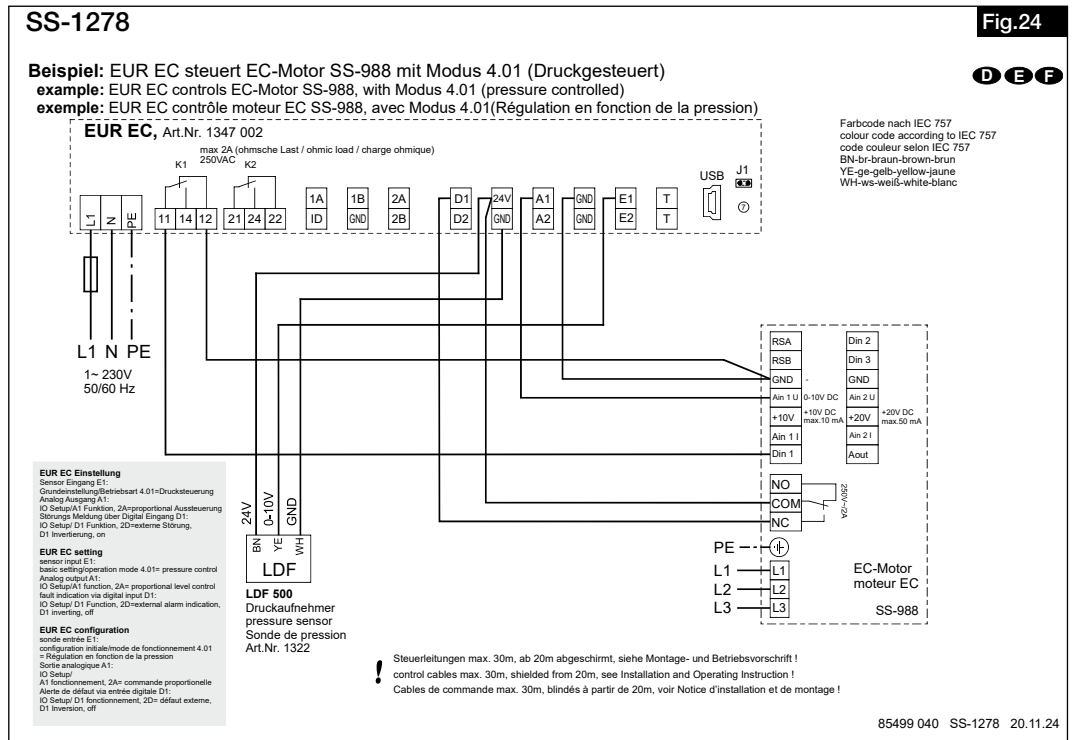 SS-1278
Fig.24
Beispiel: EUR EC steuert EC-Motor SS-988 mit Modus 4.01 (Druckgesteuert)
example: EUR EC controls EC-Motor SS-988, with Modus 4.01 (pressure controlled)
exemple: EUR EC contrôle moteur EC SS-988, avec Modus 4.01(Régulation en fonction de la pression)
D E F
Farbcode nach IEC 757
colour code according to IEC 757
code couleur selon IEC 757
BN-br-braun-brown-brun
YE-ge-gelb-yellow-jaune
WH-ws-weiß-white-blanc
EUR EC, Art.Nr. 1347 002
max 2A (ohmsche Last / ohmic load / charge ohmique)
250VAC
K1 K2
USB J1
7
L1 N PE
11 14 12 21 24 22
1A 1B 2A D1 24V A1 GND E1 T
ID GND 2B D2 GND A2 GND E2 T
L1 N PE
1~ 230V
50/60 Hz
RSA Din 2
RSB Din 3
GND - GND
Ain 1 U 0-10V DC Ain 2 U
+10V +10V DC max.10 mA +20V +20V DC max.50 mA
Ain 1 I Ain 2 I
Din 1 Aout
NO
COM
NC
250V~/2A
PE
L1 L1
L2 L2
L3 L3
EC-Motor
moteur EC
SS-988
24V
0-10V
GND
BN YE WH
LDF
LDF 500
Druckaufnehmer
pressure sensor
Sonde de pression
Art.Nr. 1322
EUR EC Einstellung
Sensor Eingang E1:
Grundeinstellung/Betriebsart 4.01=Drucksteuerung
Analog Ausgang A1:
IO Setup/A1 Funktion, 2A=proportional Aussteuerung
Störungs Meldung über Digital Eingang D1:
IO Setup/ D1 Funktion, 2D=externe Störung,
D1 Invertierung, on
EUR EC setting
sensor input E1:
basic setting/operation mode 4.01= pressure control
Analog output A1:
IO Setup/A1 function, 2A= proportional level control
fault indication via digital input D1:
IO Setup/ D1 Function, 2D=external alarm indication,
D1 inverting, off
EUR EC configuration
sonde entrée E1:
configuration initiale/mode de fonctionnement 4.01
= Régulation en fonction de la pression
Sortie analogique A1:
IO Setup/
A1 fonctionnement, 2A= commande proportionelle
Alerte de défaut via entrée digitale D1:
IO Setup/ D1 fonctionnement, 2D= défaut externe,
D1 Inversion, off
!
Steuerleitungen max. 30m, ab 20m abgeschirmt, siehe Montage- und Betriebsvorschrift !
control cables max. 30m, shielded from 20m, see Installation and Operating Instruction !
Cables de commande max. 30m, blindés à partir de 20m, voir Notice d'installation et de montage !
85499 040 SS-1278 20.11.24